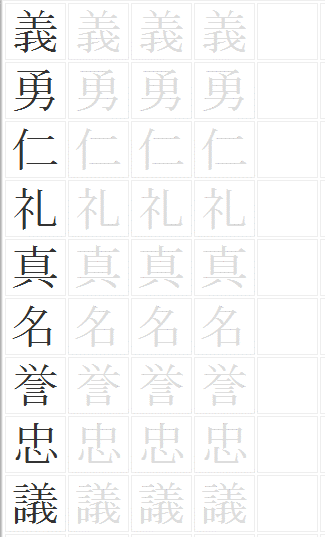 義 義 義 義
勇 勇 勇 勇
仁 仁 仁 仁
礼 礼 礼 礼
真 真 真 真
名 名 名 名
誉 誉 誉 誉
忠 忠 忠 忠
議 議 議 議